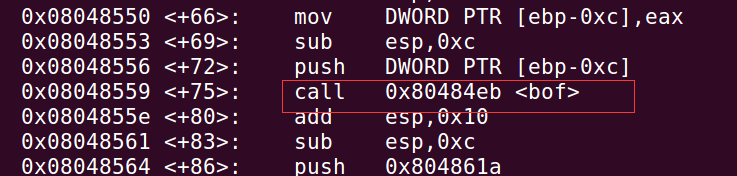 0x08048550 <+66>: mov DWORD PTR [ebp-0xc],eax
0x08048553 <+69>: sub esp,0xc
0x08048556 <+72>: push DWORD PTR [ebp-0xc]
0x08048559 <+75>: call 0x80484eb <bof>
0x0804855e <+80>: add esp,0x10
0x08048561 <+83>: sub esp,0xc
0x08048564 <+86>: push 0x804861a